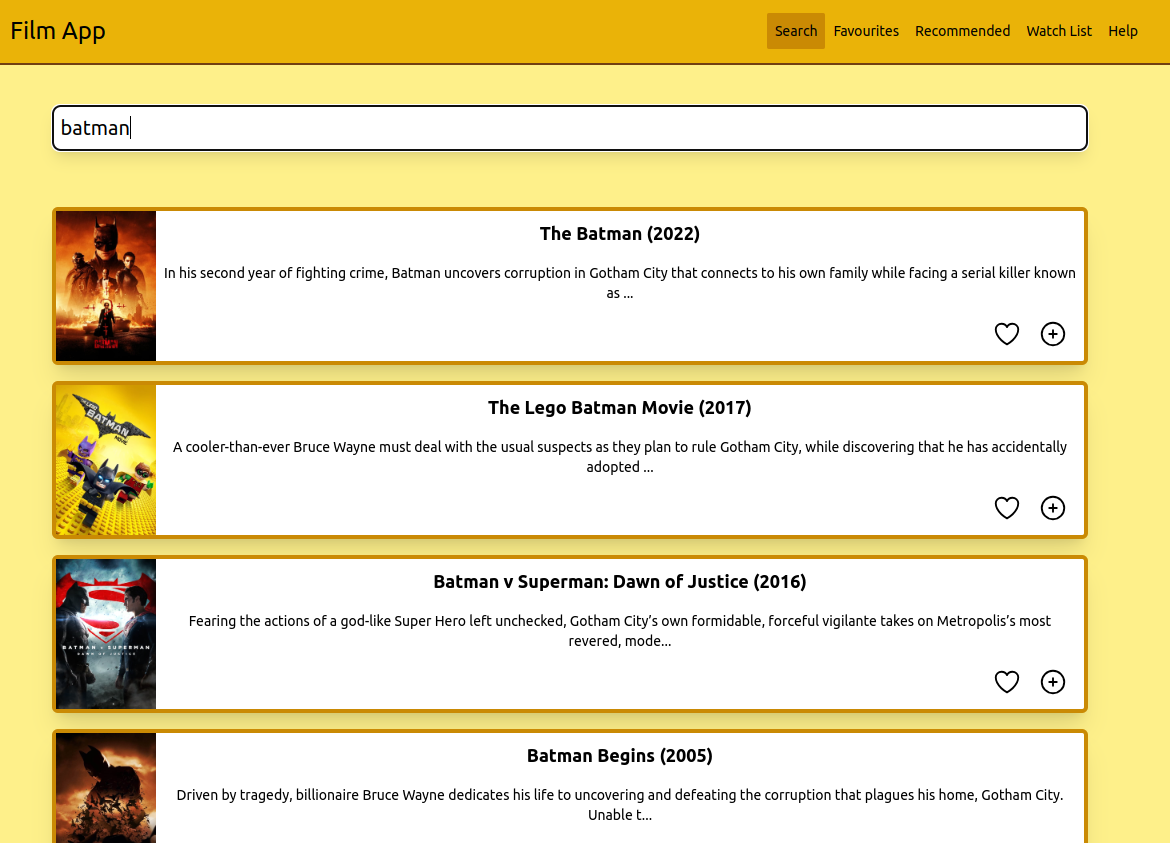 Film App
Search Favourites Recommended Watch List Help
batman
The Batman (2022)
In his second year of fighting crime, Batman uncovers corruption in Gotham City that connects to his own family while facing a serial killer known
as ...
The Lego Batman Movie (2017)
A cooler-than-ever Bruce Wayne must deal with the usual suspects as they plan to rule Gotham City, while discovering that he has accidentally
adopted ...
BATMAN
Batman v Superman: Dawn of Justice (2016)
Fearing the actions of a god-like Super Hero left unchecked, Gotham City’s own formidable, forceful vigilante takes on Metropolis’s most
revered, mode...
BATMAN v SUPERMAN
DAWN OF JUSTICE
Batman Begins (2005)
Driven by tragedy, billionaire Bruce Wayne dedicates his life to uncovering and defeating the corruption that plagues his home, Gotham City.
Unable t...